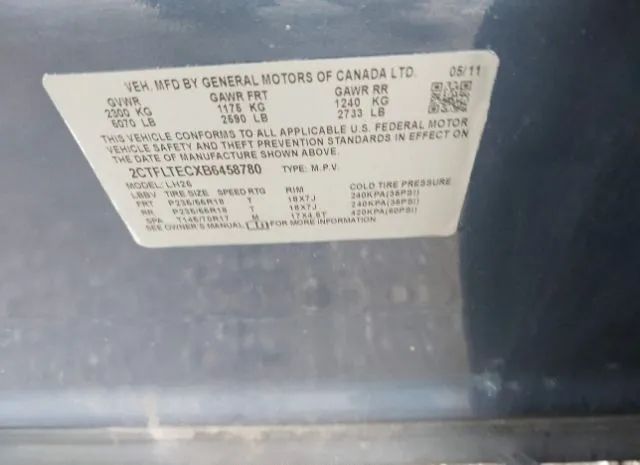 VEH. MFD BY GENERAL MOTORS OF CANADA LTD. 05/11
GVWR GAWR FRT GAWR RR
2300 KG 1175 KG 1240 KG
5070 LB 2590 LB 2733 LB
THIS VEHICLE CONFORMS TO ALL APPLICABLE U.S. FEDERAL MOTOR
VEHICLE SAFETY AND THEFT PREVENTION STANDARDS IN EFFECT ON
THE DATE OF MANUFACTURE SHOWN ABOVE.
2CTFLTECXB6458780 TYPE: M.P.V.
MODEL: LH26
LBBV TIRE SIZE SPEED RTG RIM COLD TIRE PRESSURE
FRT P235/55R18 T 18X7J 240KPA(35PSI)
RR P235/55R18 T 18X7J 240KPA(35PSI)
SPA T145/70R17 M 17X4.5T 420KPA(60PSI)
SEE OWNER'S MANUAL FOR MORE INFORMATION